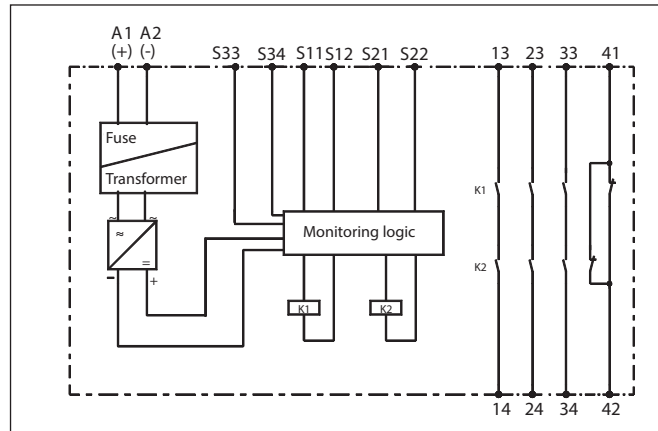 A1 A2 S33 S34 S11 S12 S21 S22 13 23 33 41
(+) (-)
Fuse
Transformer
~ ~
≈
=
- +
Monitoring logic
K1
K2
K1 K2
14 24 34 42